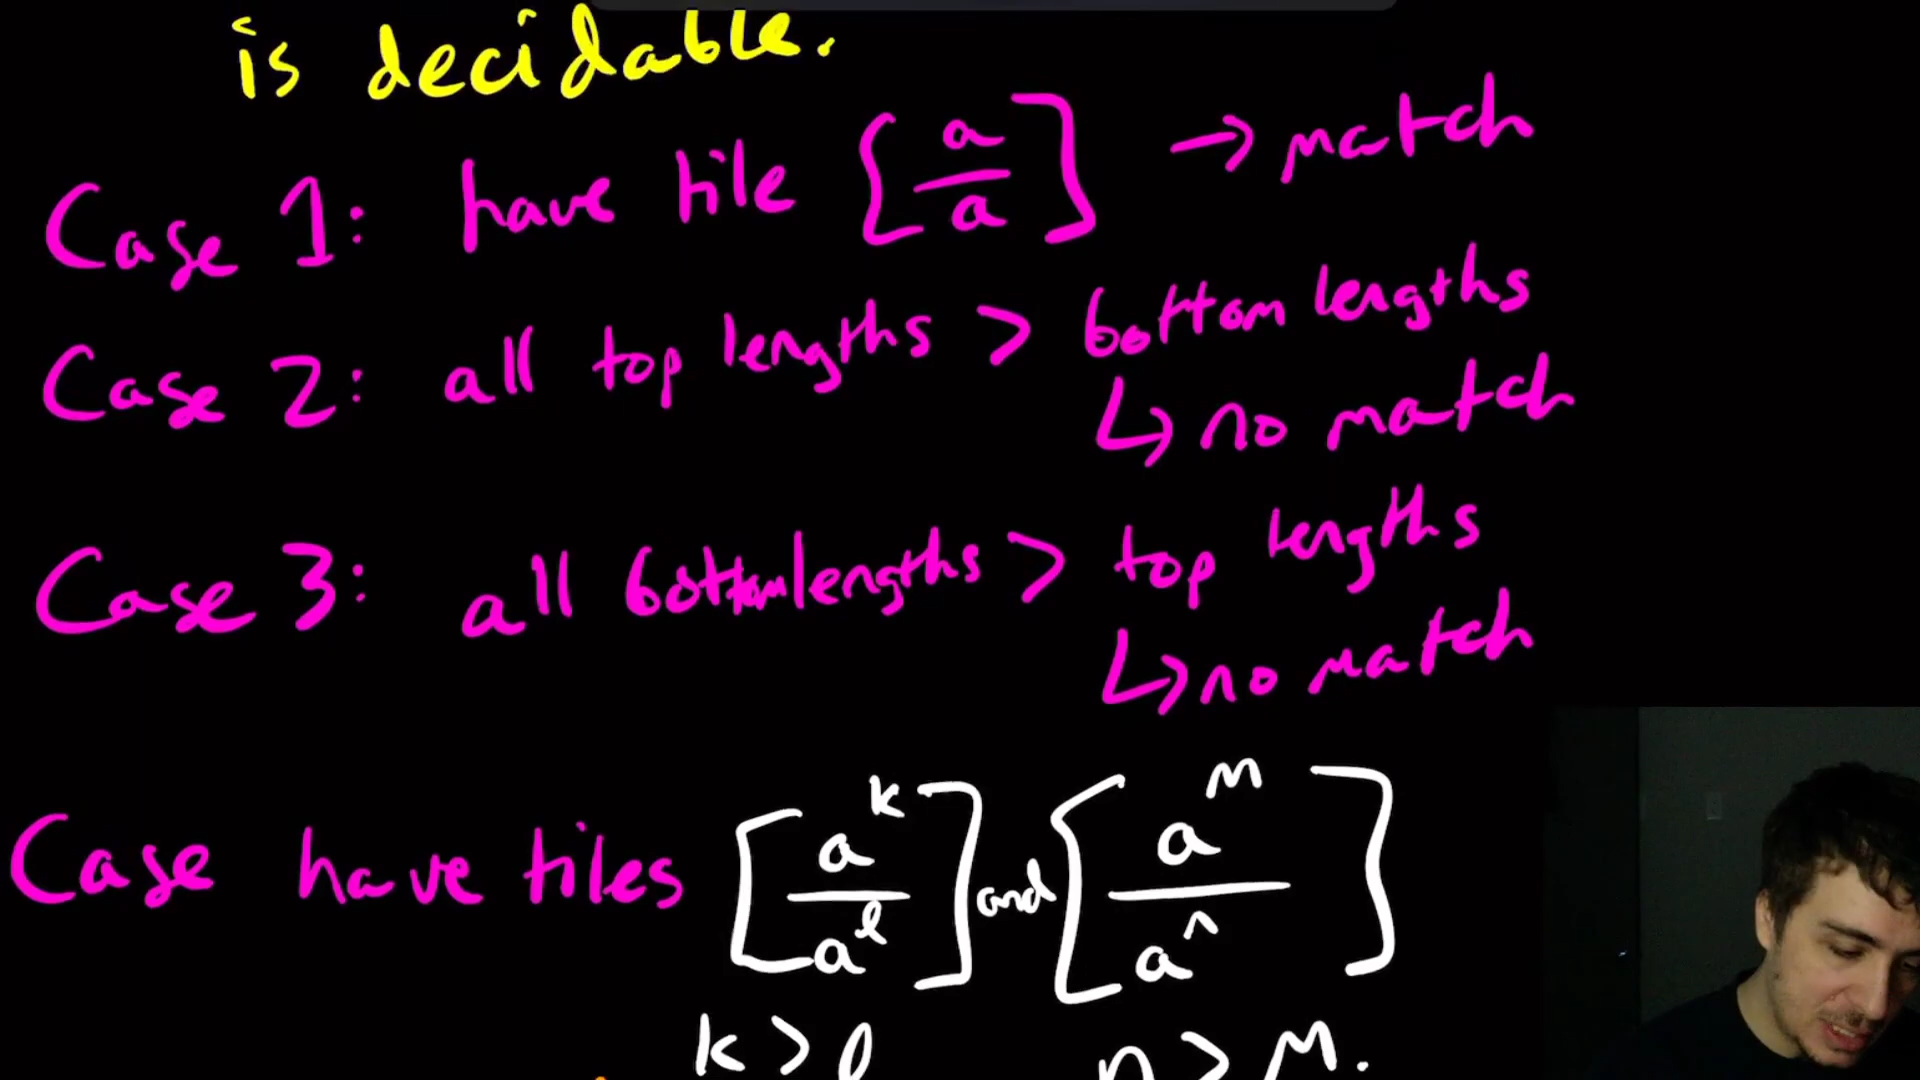 is decidable.
Case 1: have tile [a/a] → match
Case 2: all top lengths > bottom lengths
↳ no match
Case 3: all bottom lengths > top lengths
↳ no match
Case have tiles [a^k/a^l] and [a^m/a^n]
k > l n > m.